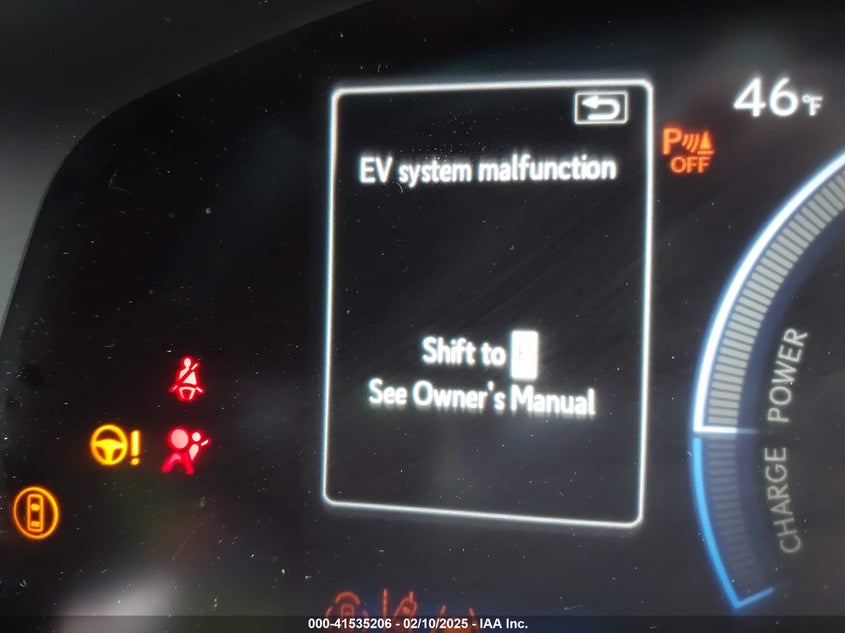 46°F
P
OFF
EV system malfunction
Shift to
See Owner's Manual
POWER
CHARGE
000-41535206 - 02/10/2025 - IAA Inc.